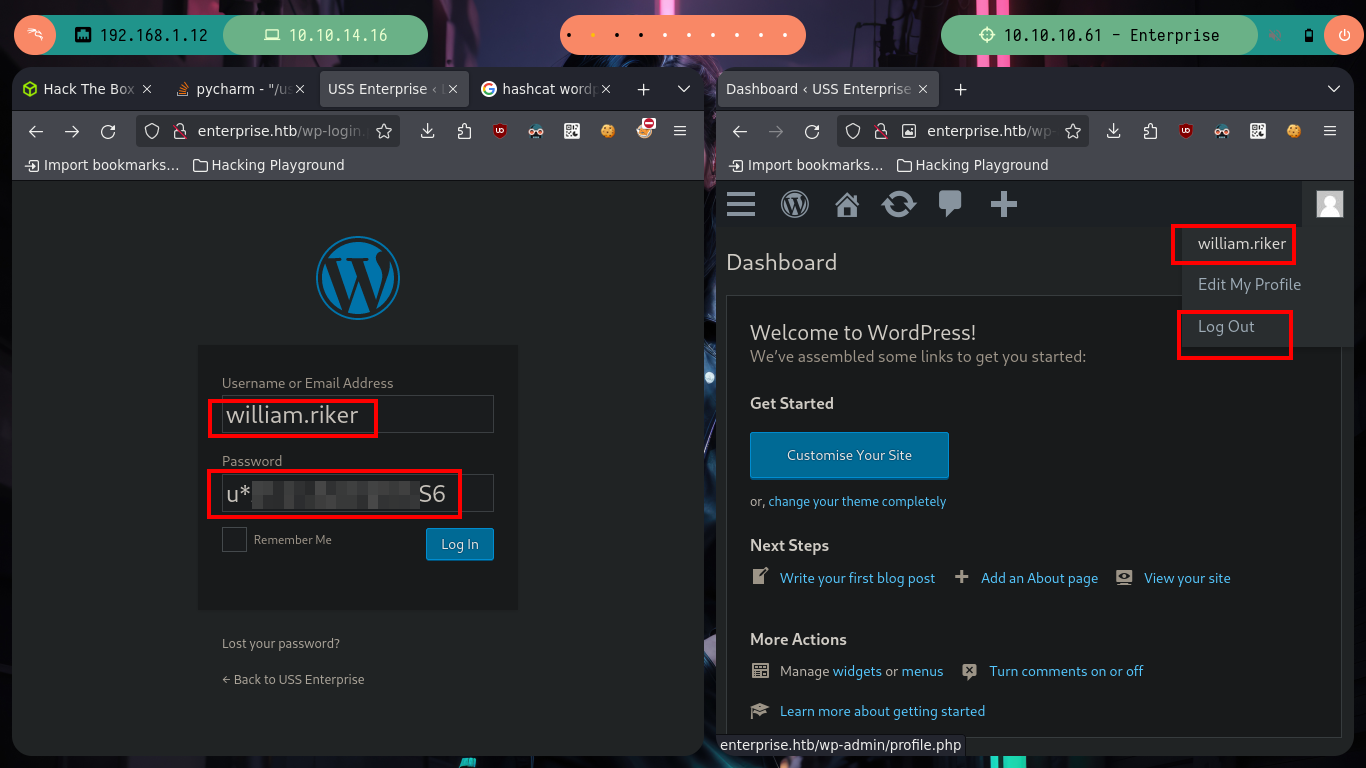 192.168.1.12
10.10.14.16
10.10.10.61 - Enterprise
Hack The Box
pycharm - "/us
USS Enterprise ‹ L
hashcat wordp
Dashboard ‹ USS Enterprise
enterprise.htb/wp-login.
enterprise.htb/wp-
Import bookmarks...
Hacking Playground
Import bookmarks...
Hacking Playground
Username or Email Address
william.riker
Password
u*
S6
Remember Me
Log In
Lost your password?
← Back to USS Enterprise
william.riker
Edit My Profile
Log Out
Dashboard
Welcome to WordPress!
We've assembled some links to get you started:
Get Started
Customise Your Site
or, change your theme completely
Next Steps
Write your first blog post
Add an About page
View your site
More Actions
Manage widgets or menus
Turn comments on or off
Learn more about getting started
enterprise.htb/wp-admin/profile.php